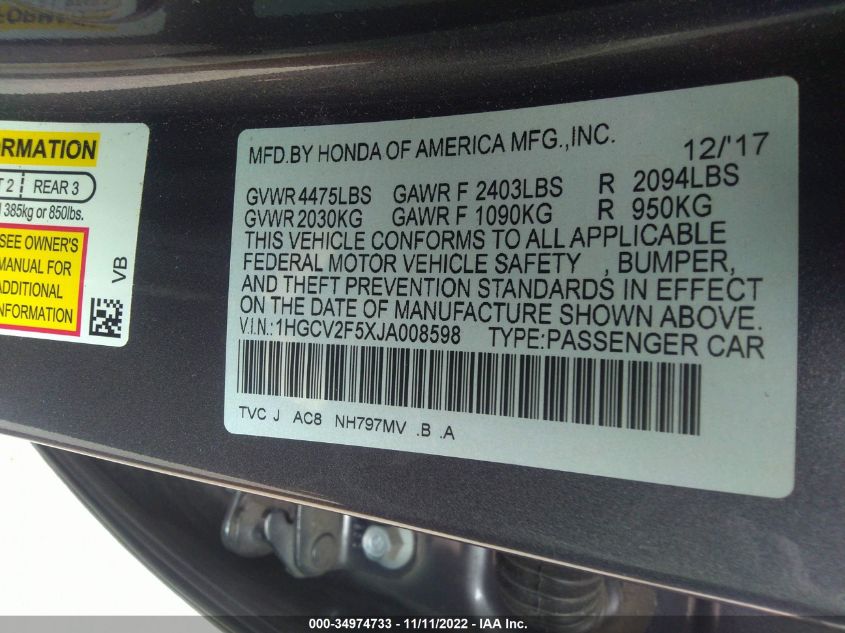 ORMATION
T 2 REAR 3
385kg or 850lbs.
SEE OWNER'S
MANUAL FOR
ADDITIONAL
INFORMATION
VB
MFD.BY HONDA OF AMERICA MFG.,INC. 12/'17
GVWR 4475LBS GAWR F 2403LBS R 2094LBS
GVWR 2030KG GAWR F 1090KG R 950KG
THIS VEHICLE CONFORMS TO ALL APPLICABLE
FEDERAL MOTOR VEHICLE SAFETY , BUMPER,
AND THEFT PREVENTION STANDARDS IN EFFECT
ON THE DATE OF MANUFACTURE SHOWN ABOVE.
V.I.N.:1HGCV2F5XJA008598 TYPE:PASSENGER CAR
TVC J AC8 NH797MV .B .A
000-34974733 - 11/11/2022 - IAA Inc.